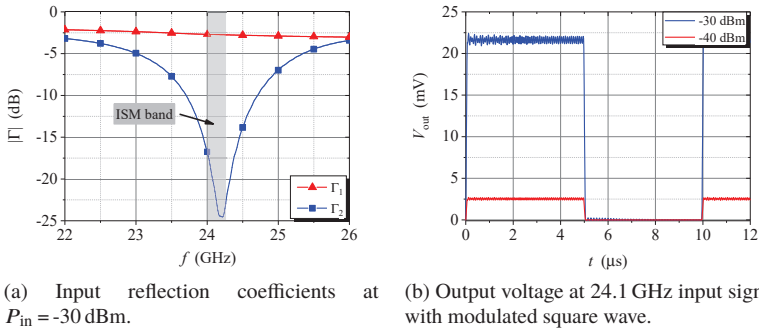 0
-5
-10
-15
-20
-25
|Γ| (dB)
ISM band
Γ1
Γ2
22 23 24 25 26
f (GHz)
(a) Input reflection coefficients at
Pin = -30 dBm.
25
20
15
10
5
0
Vout (mV)
-30 dBm
-40 dBm
0 2 4 6 8 10 12
t (μs)
(b) Output voltage at 24.1 GHz input sign
with modulated square wave.